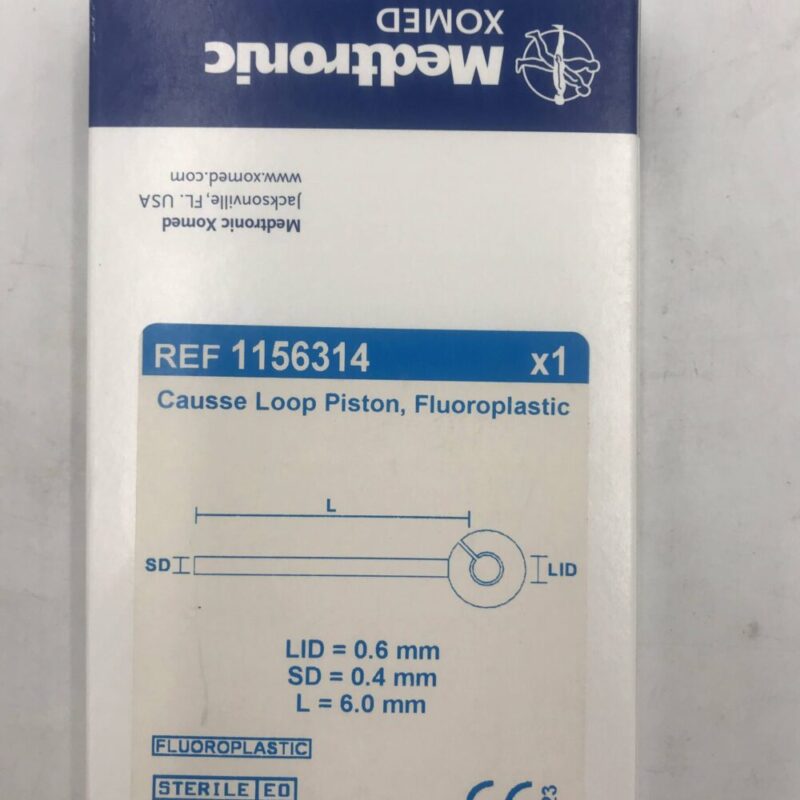 Medtronic
XOMED
Medtronic Xomed
Jacksonville, FL. USA
www.xomed.com
REF 1156314 x1
Causse Loop Piston, Fluoroplastic
L
SD
LID
LID = 0.6 mm
SD = 0.4 mm
L = 6.0 mm
FLUOROPLASTIC
STERILE EO
CE